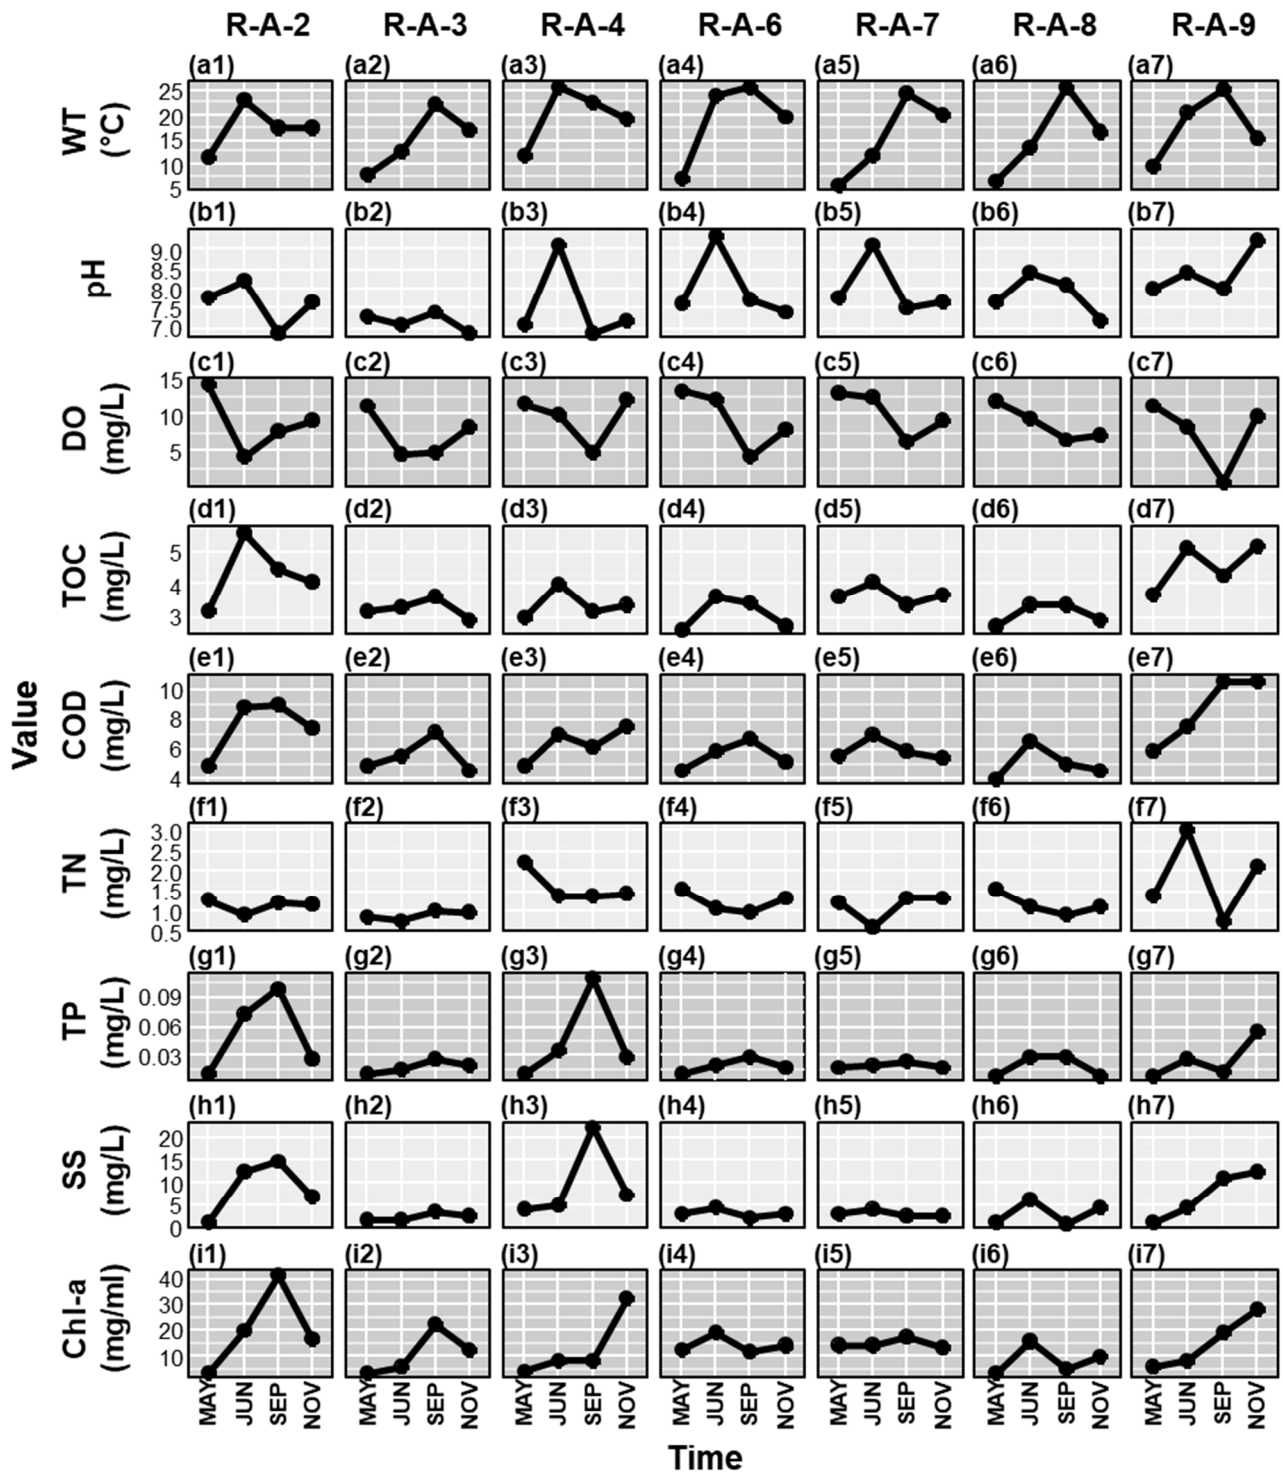 R-A-2 R-A-3 R-A-4 R-A-6 R-A-7 R-A-8 R-A-9
(a1) (a2) (a3) (a4) (a5) (a6) (a7)
WT
(°C)
25
20
15
10
5
(b1) (b2) (b3) (b4) (b5) (b6) (b7)
pH
9.0
8.5
8.0
7.5
7.0
(c1) (c2) (c3) (c4) (c5) (c6) (c7)
DO
(mg/L)
15
10
5
(d1) (d2) (d3) (d4) (d5) (d6) (d7)
TOC
(mg/L)
5
4
3
(e1) (e2) (e3) (e4) (e5) (e6) (e7)
Value
COD
(mg/L)
10
8
6
4
(f1) (f2) (f3) (f4) (f5) (f6) (f7)
TN
(mg/L)
3.0
2.5
2.0
1.5
1.0
0.5
(g1) (g2) (g3) (g4) (g5) (g6) (g7)
TP
(mg/L)
0.09
0.06
0.03
(h1) (h2) (h3) (h4) (h5) (h6) (h7)
SS
(mg/L)
20
15
10
5
0
(i1) (i2) (i3) (i4) (i5) (i6) (i7)
Chl-a
(mg/ml)
40
30
20
10
MAY JUN SEP NOV MAY JUN SEP NOV MAY JUN SEP NOV MAY JUN SEP NOV MAY JUN SEP NOV MAY JUN SEP NOV MAY JUN SEP NOV
Time